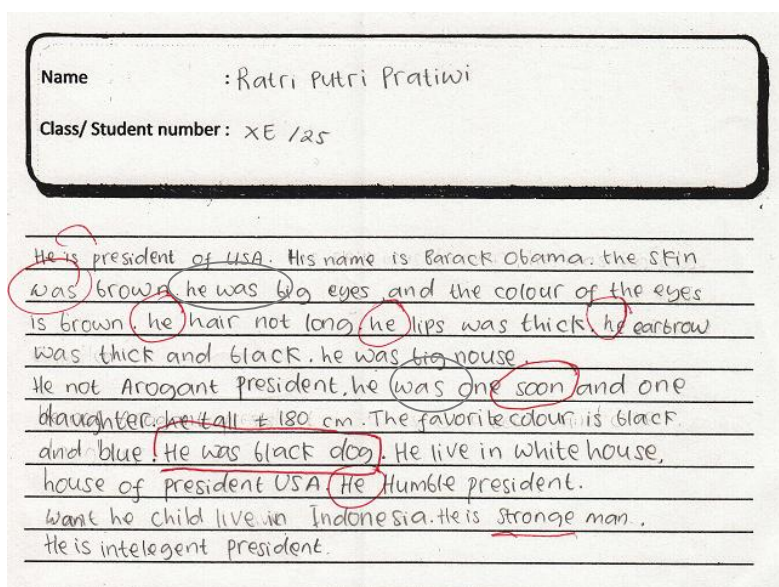 Name : Ratri Putri Pratiwi
Class/ Student number : XE /25
He is president of USA. His name is Barack Obama. the skin
was brown, he was big eyes and the colour of the eyes
is brown. he hair not long, he lips was thick. he earbrow
was thick and black. he was big nouse.
He not Arogant president. he was one soon and one
daurghter. he tall ± 180 cm. The favorite colour is black
and blue. He was black dog. He live in white house,
house of president USA. He Humble president.
Want he child live in Indonesia. He is stronge man.
He is intelegent president.